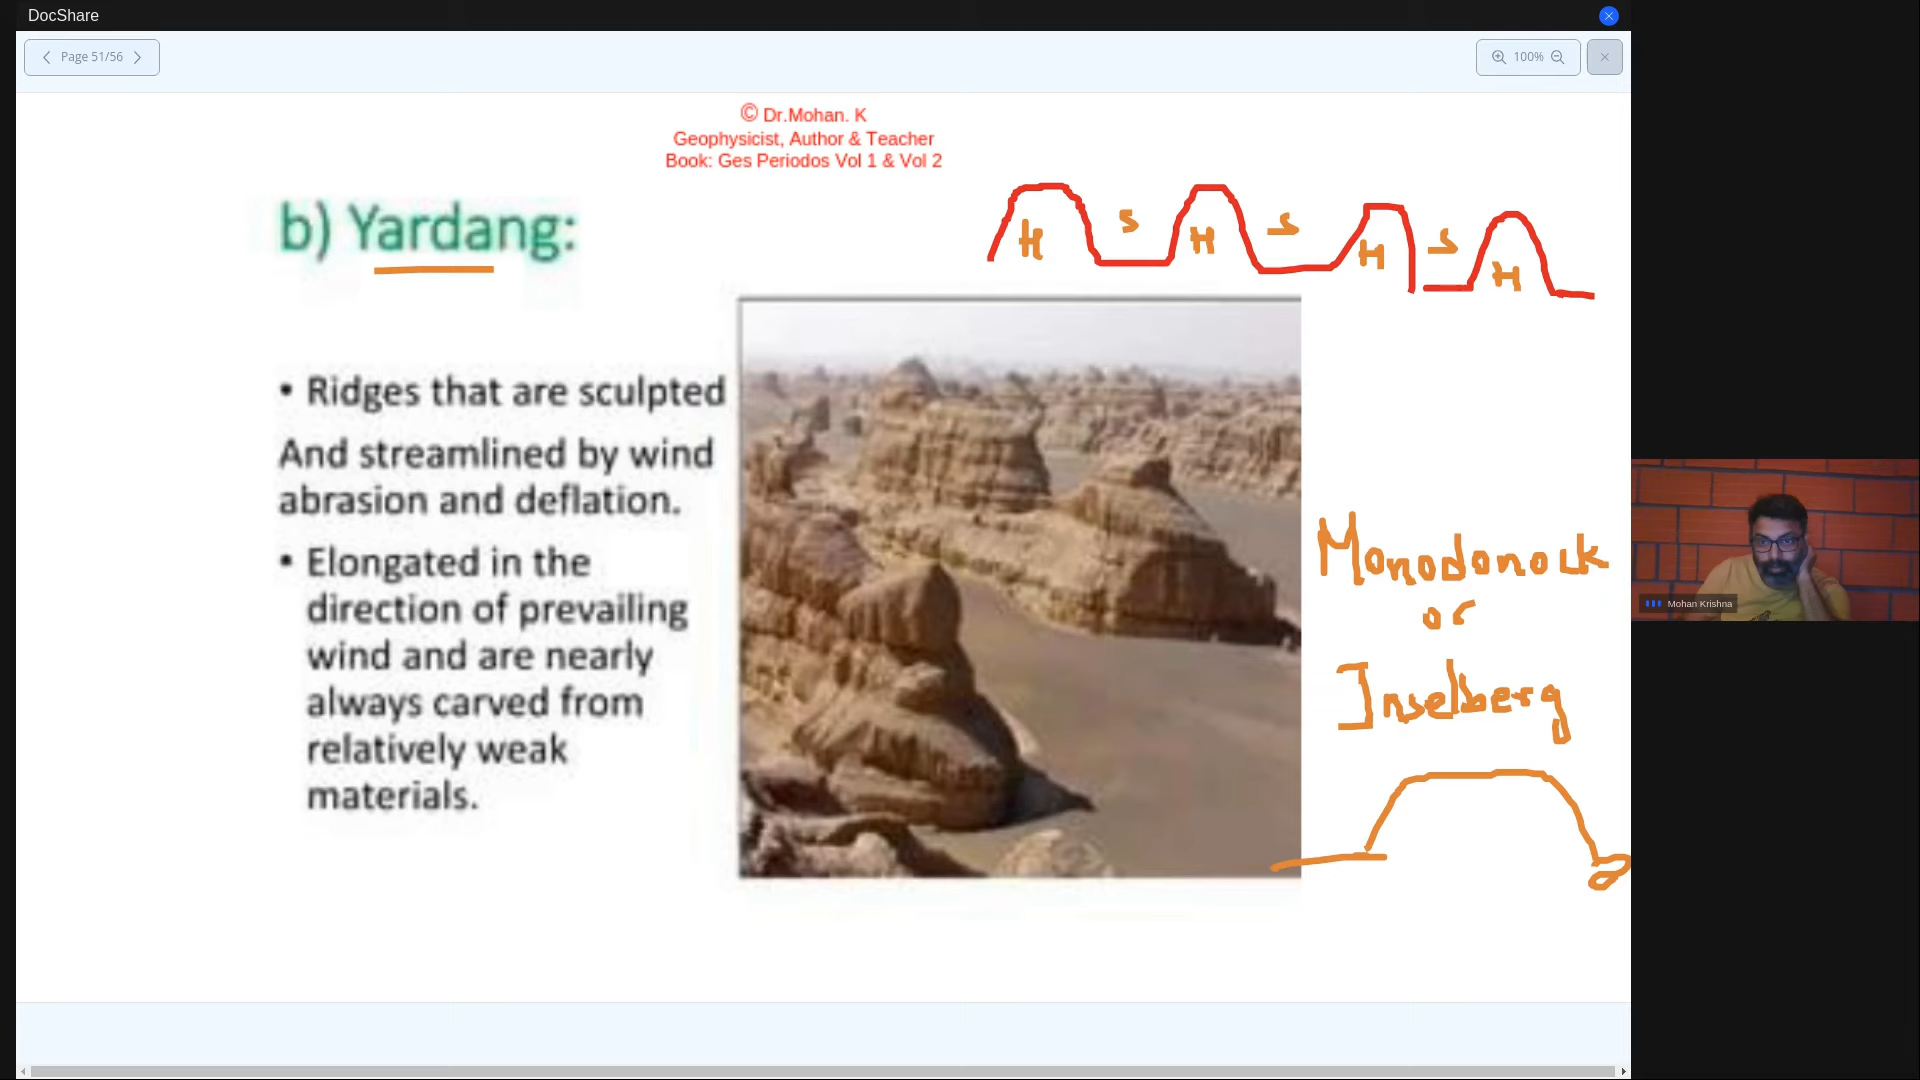 DocShare
Page 51/56
100%
© Dr.Mohan. K
Geophysicist, Author & Teacher
Book: Ges Periodos Vol 1 & Vol 2
b) Yardang:
H S H S H S H
• Ridges that are sculpted
And streamlined by wind
abrasion and deflation.
• Elongated in the
direction of prevailing
wind and are nearly
always carved from
relatively weak
materials.
Monodonock
or
Inselberg
Mohan Krishna